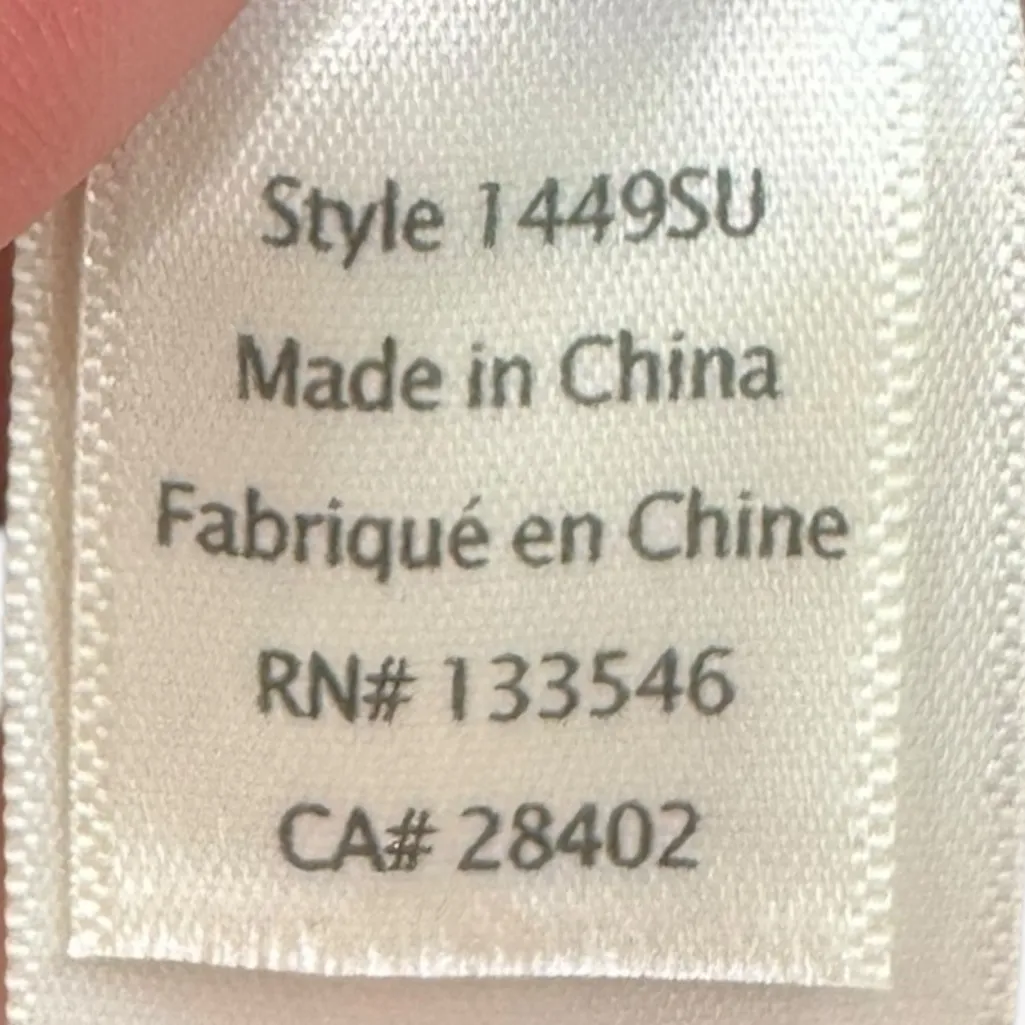 Style 1449SU
Made in China
Fabriqué en Chine
RN# 133546
CA# 28402